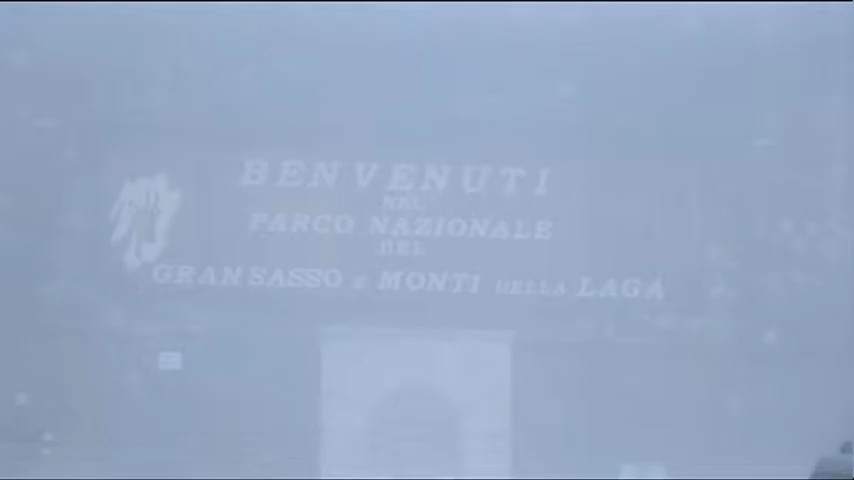 BENVENUTI
NEL
PARCO NAZIONALE
DEL
GRAN SASSO E MONTI DELLA LAGA